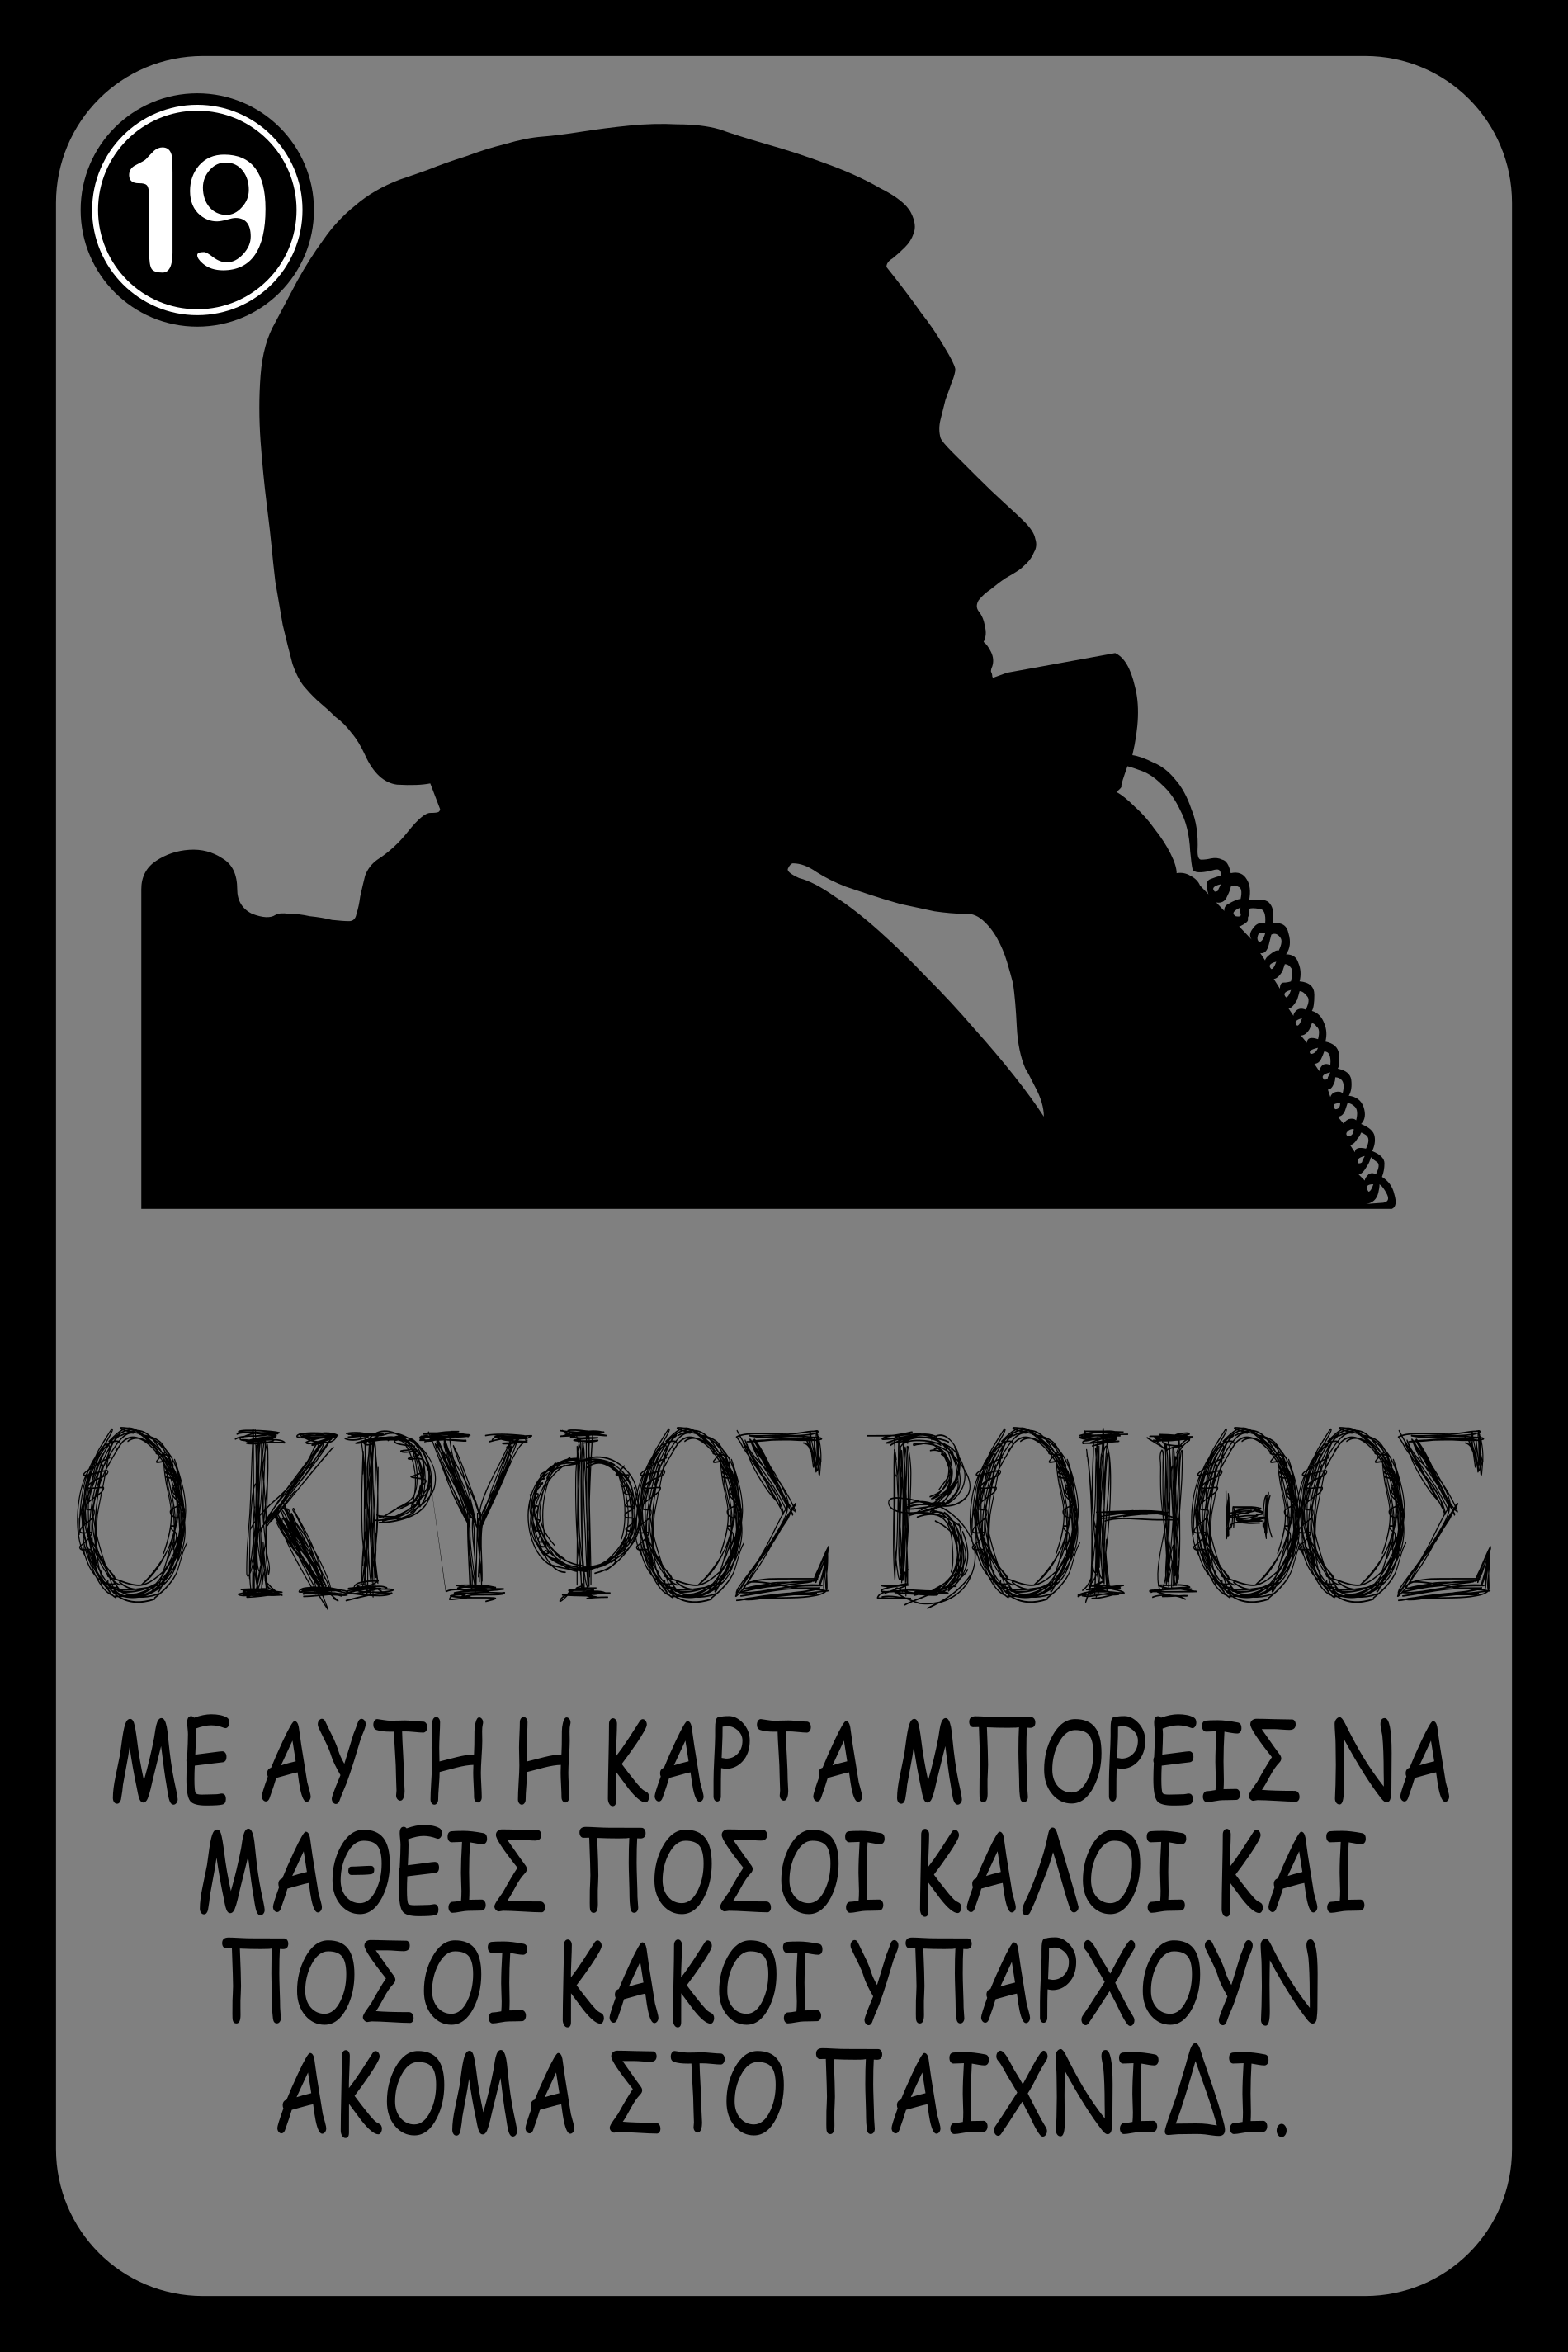 19
Ο ΚΡΥΦΟΣ ΒΟΗΘΟΣ
ΜΕ ΑΥΤΗ Η ΚΑΡΤΑ ΜΠΟΡΕΙΣ ΝΑ
ΜΑΘΕΙΣ ΠΟΣΟΙ ΚΑΛΟΙ ΚΑΙ
ΠΟΣΟΙ ΚΑΚΟΙ ΥΠΑΡΧΟΥΝ
ΑΚΟΜΑ ΣΤΟ ΠΑΙΧΝΙΔΙ.